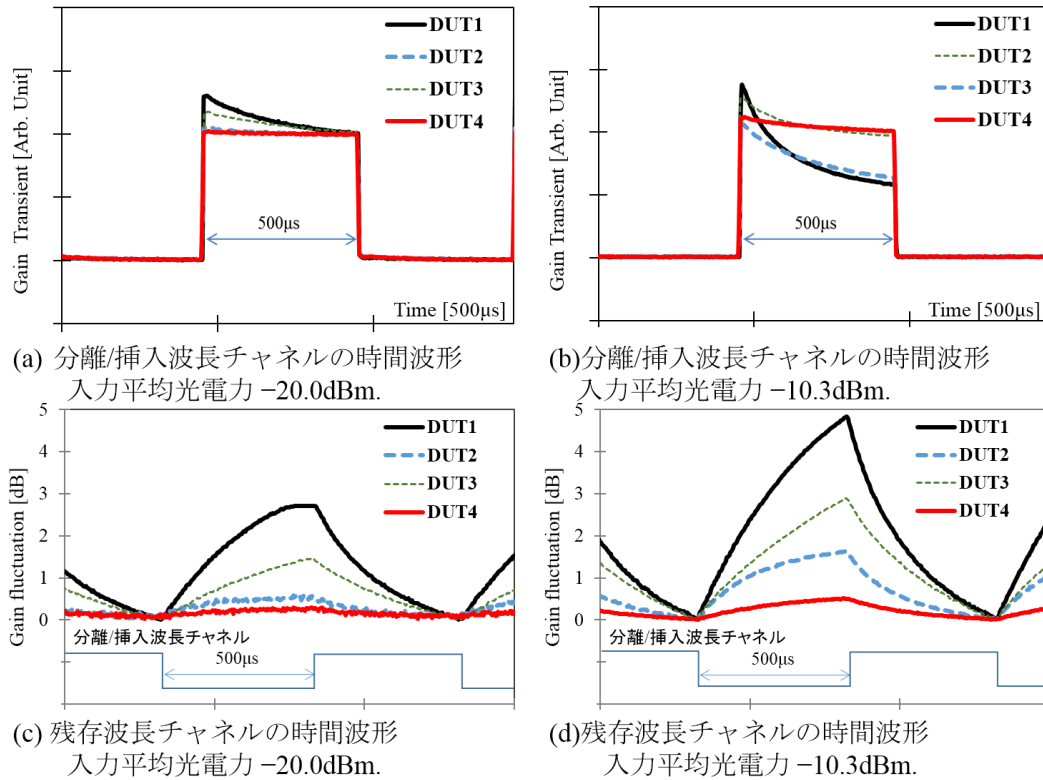 DUT1
DUT2
DUT3
DUT4
Gain Transient [Arb. Unit]
500μs
Time [500μs]
(a) 分離/挿入波長チャネルの時間波形
入力平均光電力 −20.0dBm.
DUT1
DUT2
DUT3
DUT4
Gain Transient [Arb. Unit]
500μs
Time [500μs]
(b)分離/挿入波長チャネルの時間波形
入力平均光電力 −10.3dBm.
5
4
3
2
1
0
Gain fluctuation [dB]
DUT1
DUT2
DUT3
DUT4
分離/挿入波長チャネル
500μs
(c) 残存波長チャネルの時間波形
入力平均光電力 −20.0dBm.
5
4
3
2
1
0
Gain fluctuation [dB]
DUT1
DUT2
DUT3
DUT4
分離/挿入波長チャネル
500μs
(d) 残存波長チャネルの時間波形
入力平均光電力 −10.3dBm.